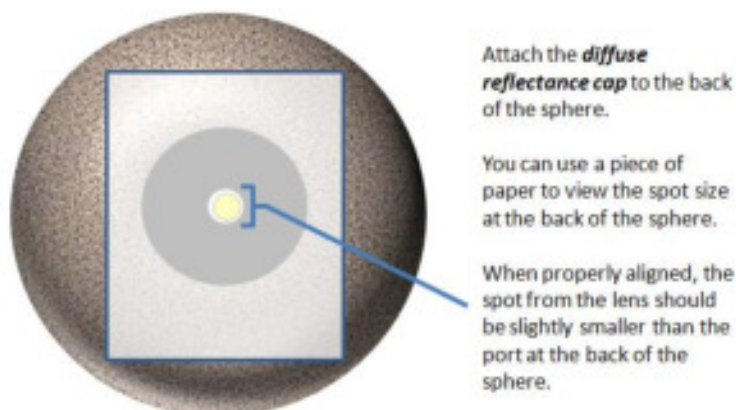 Attach the diffuse
reflectance cap to the back
of the sphere.
You can use a piece of
paper to view the spot size
at the back of the sphere.
When properly aligned, the
spot from the lens should
be slightly smaller than the
port at the back of the
sphere.